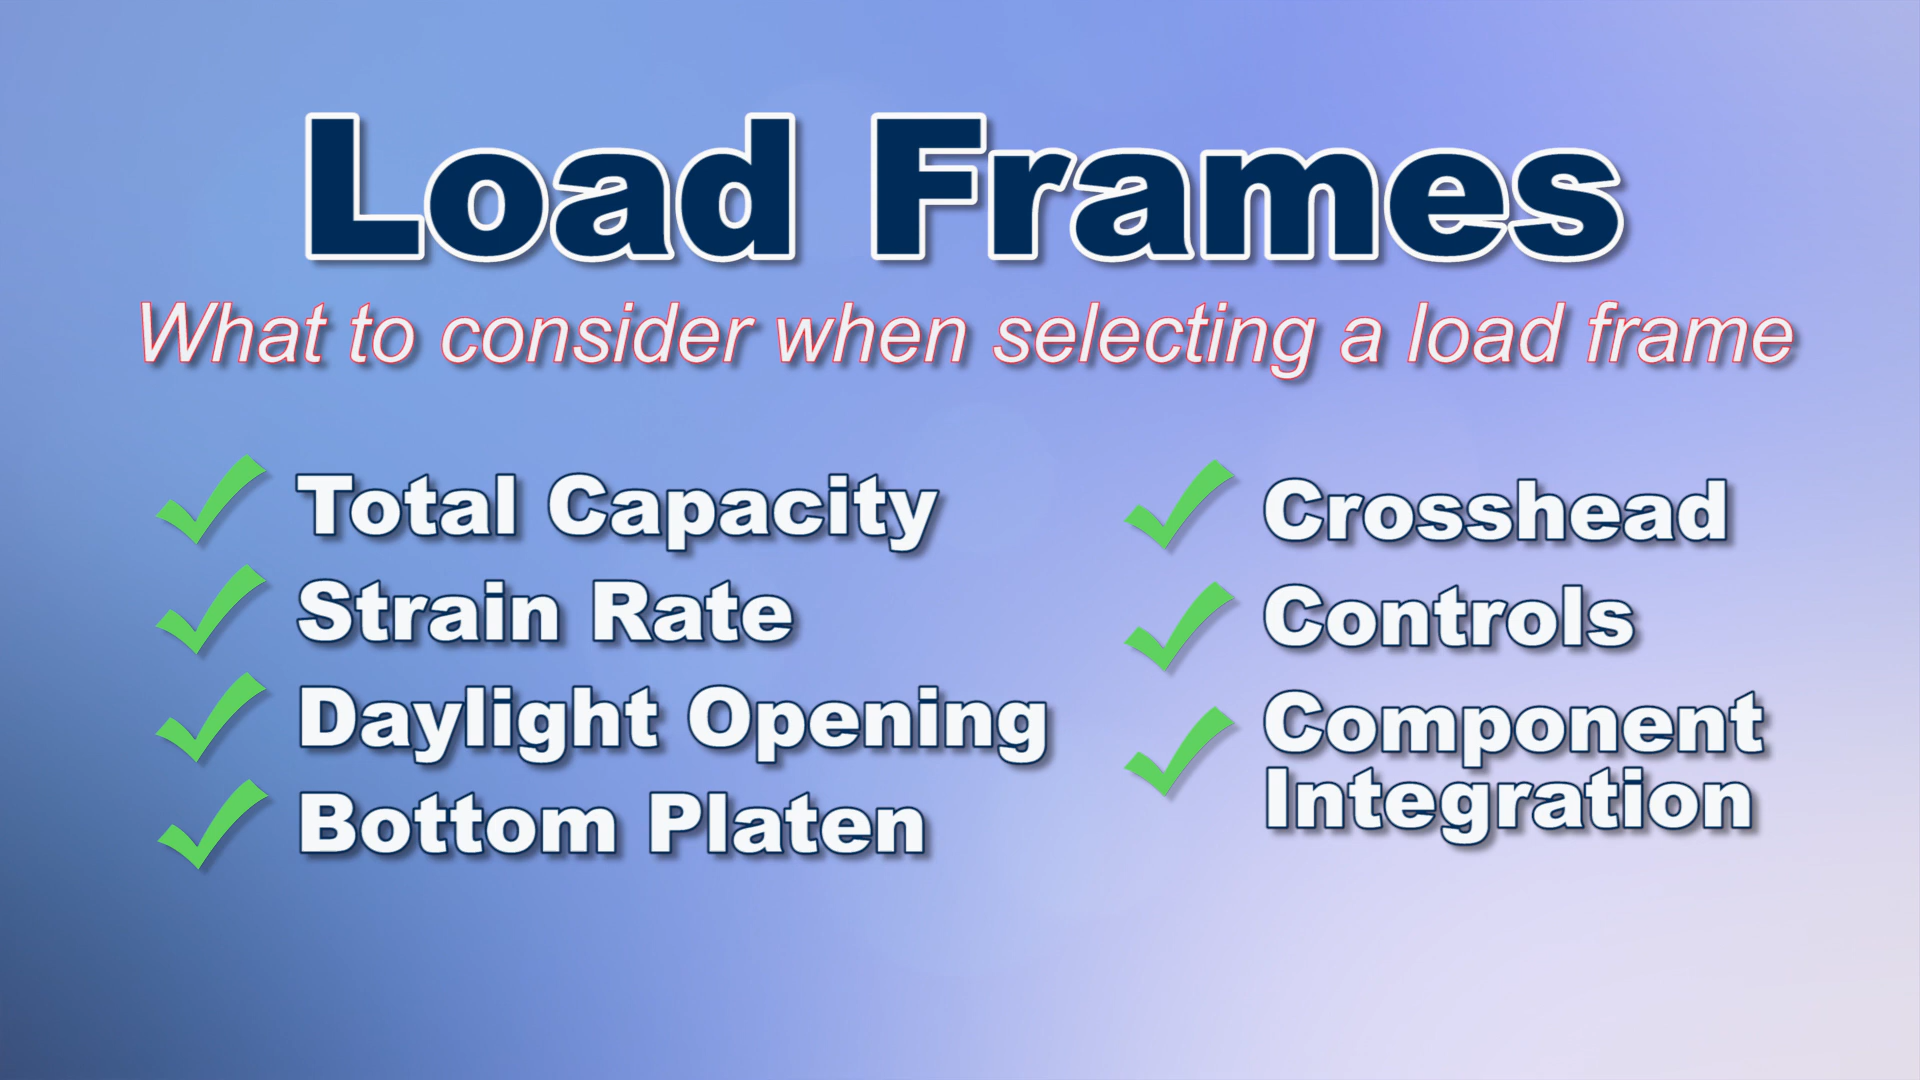 Load Frames
What to consider when selecting a load frame
Total Capacity
Strain Rate
Daylight Opening
Bottom Platen
Crosshead
Controls
Component
Integration